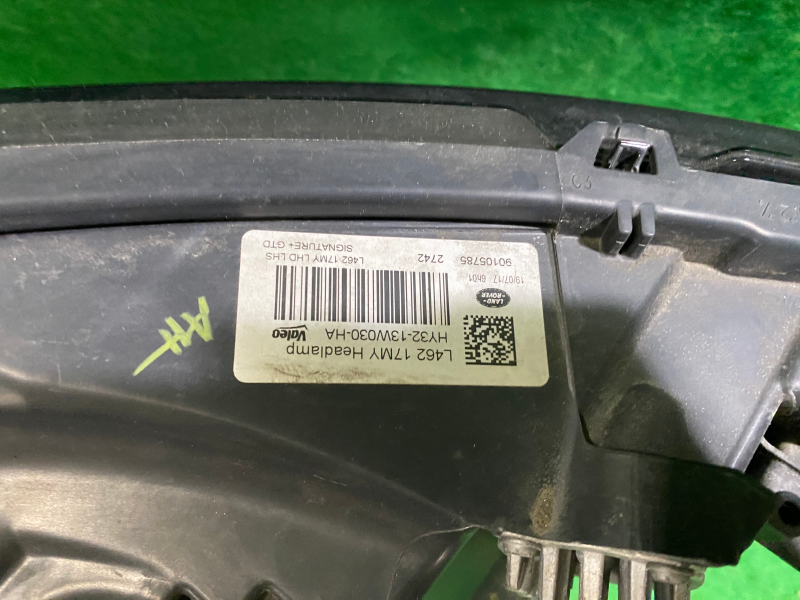 L462 17MY Headlamp
HY32-13W030-HA
Valeo
LAND-
ROVER
19/07/17 6h01
90105785
2742
L462 17MY LHD LHS
SIGNATURE+ GTD